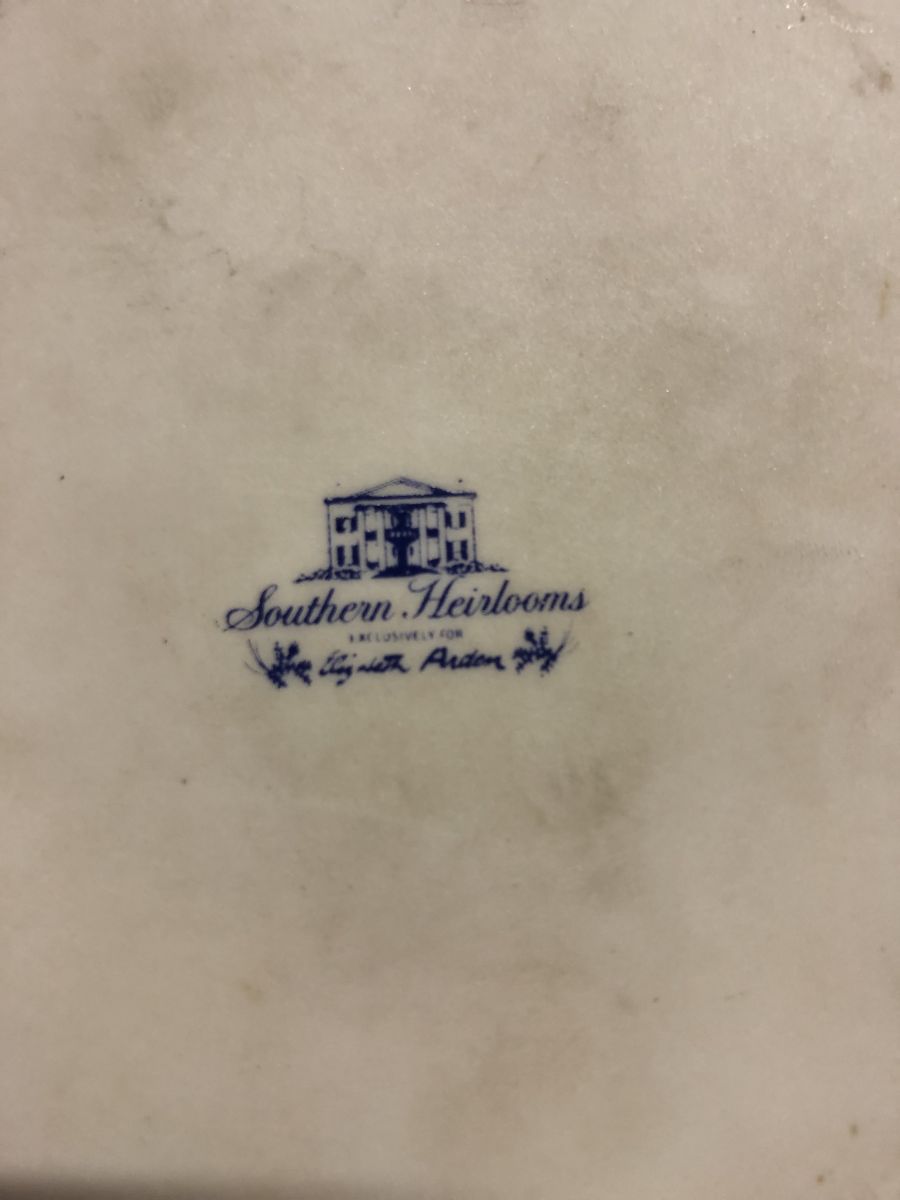 Southern Heirlooms
EXCLUSIVELY FOR
Elizabeth Arden